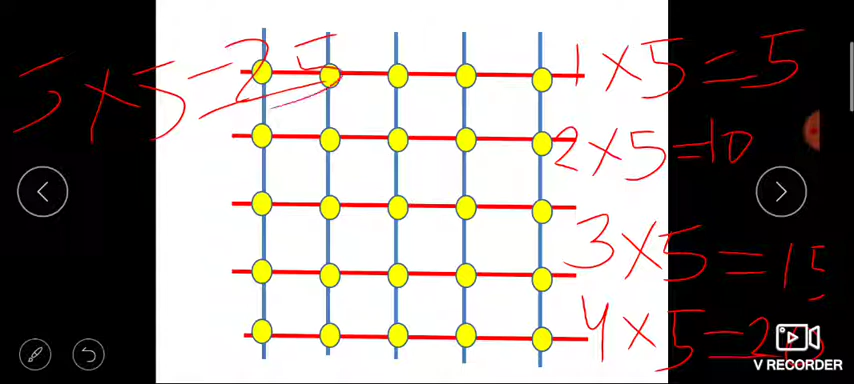 5 x 5 = 25
1 x 5 = 5
2 x 5 = 10
3 x 5 = 15
4 x 5 = 20
V RECORDER